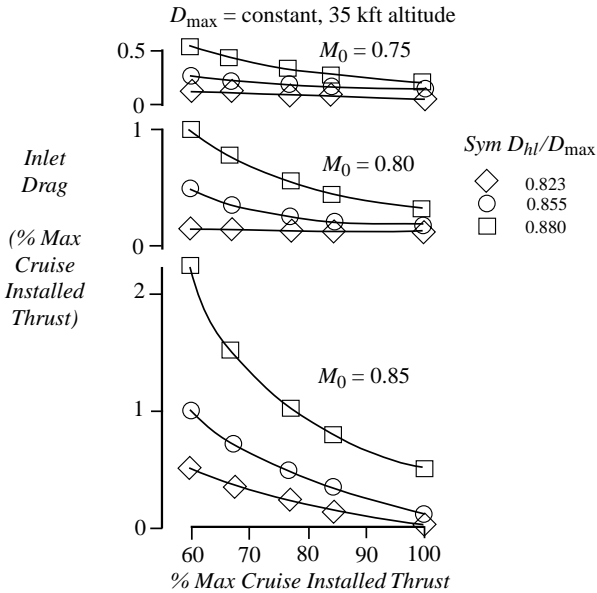 D_max = constant, 35 kft altitude
0.5
M_0 = 0.75
0
1
M_0 = 0.80
0
Inlet
Drag
(% Max
Cruise
Installed
Thrust)
Sym D_hl/D_max
0.823
0.855
0.880
2
M_0 = 0.85
1
0
60 70 80 90 100
% Max Cruise Installed Thrust